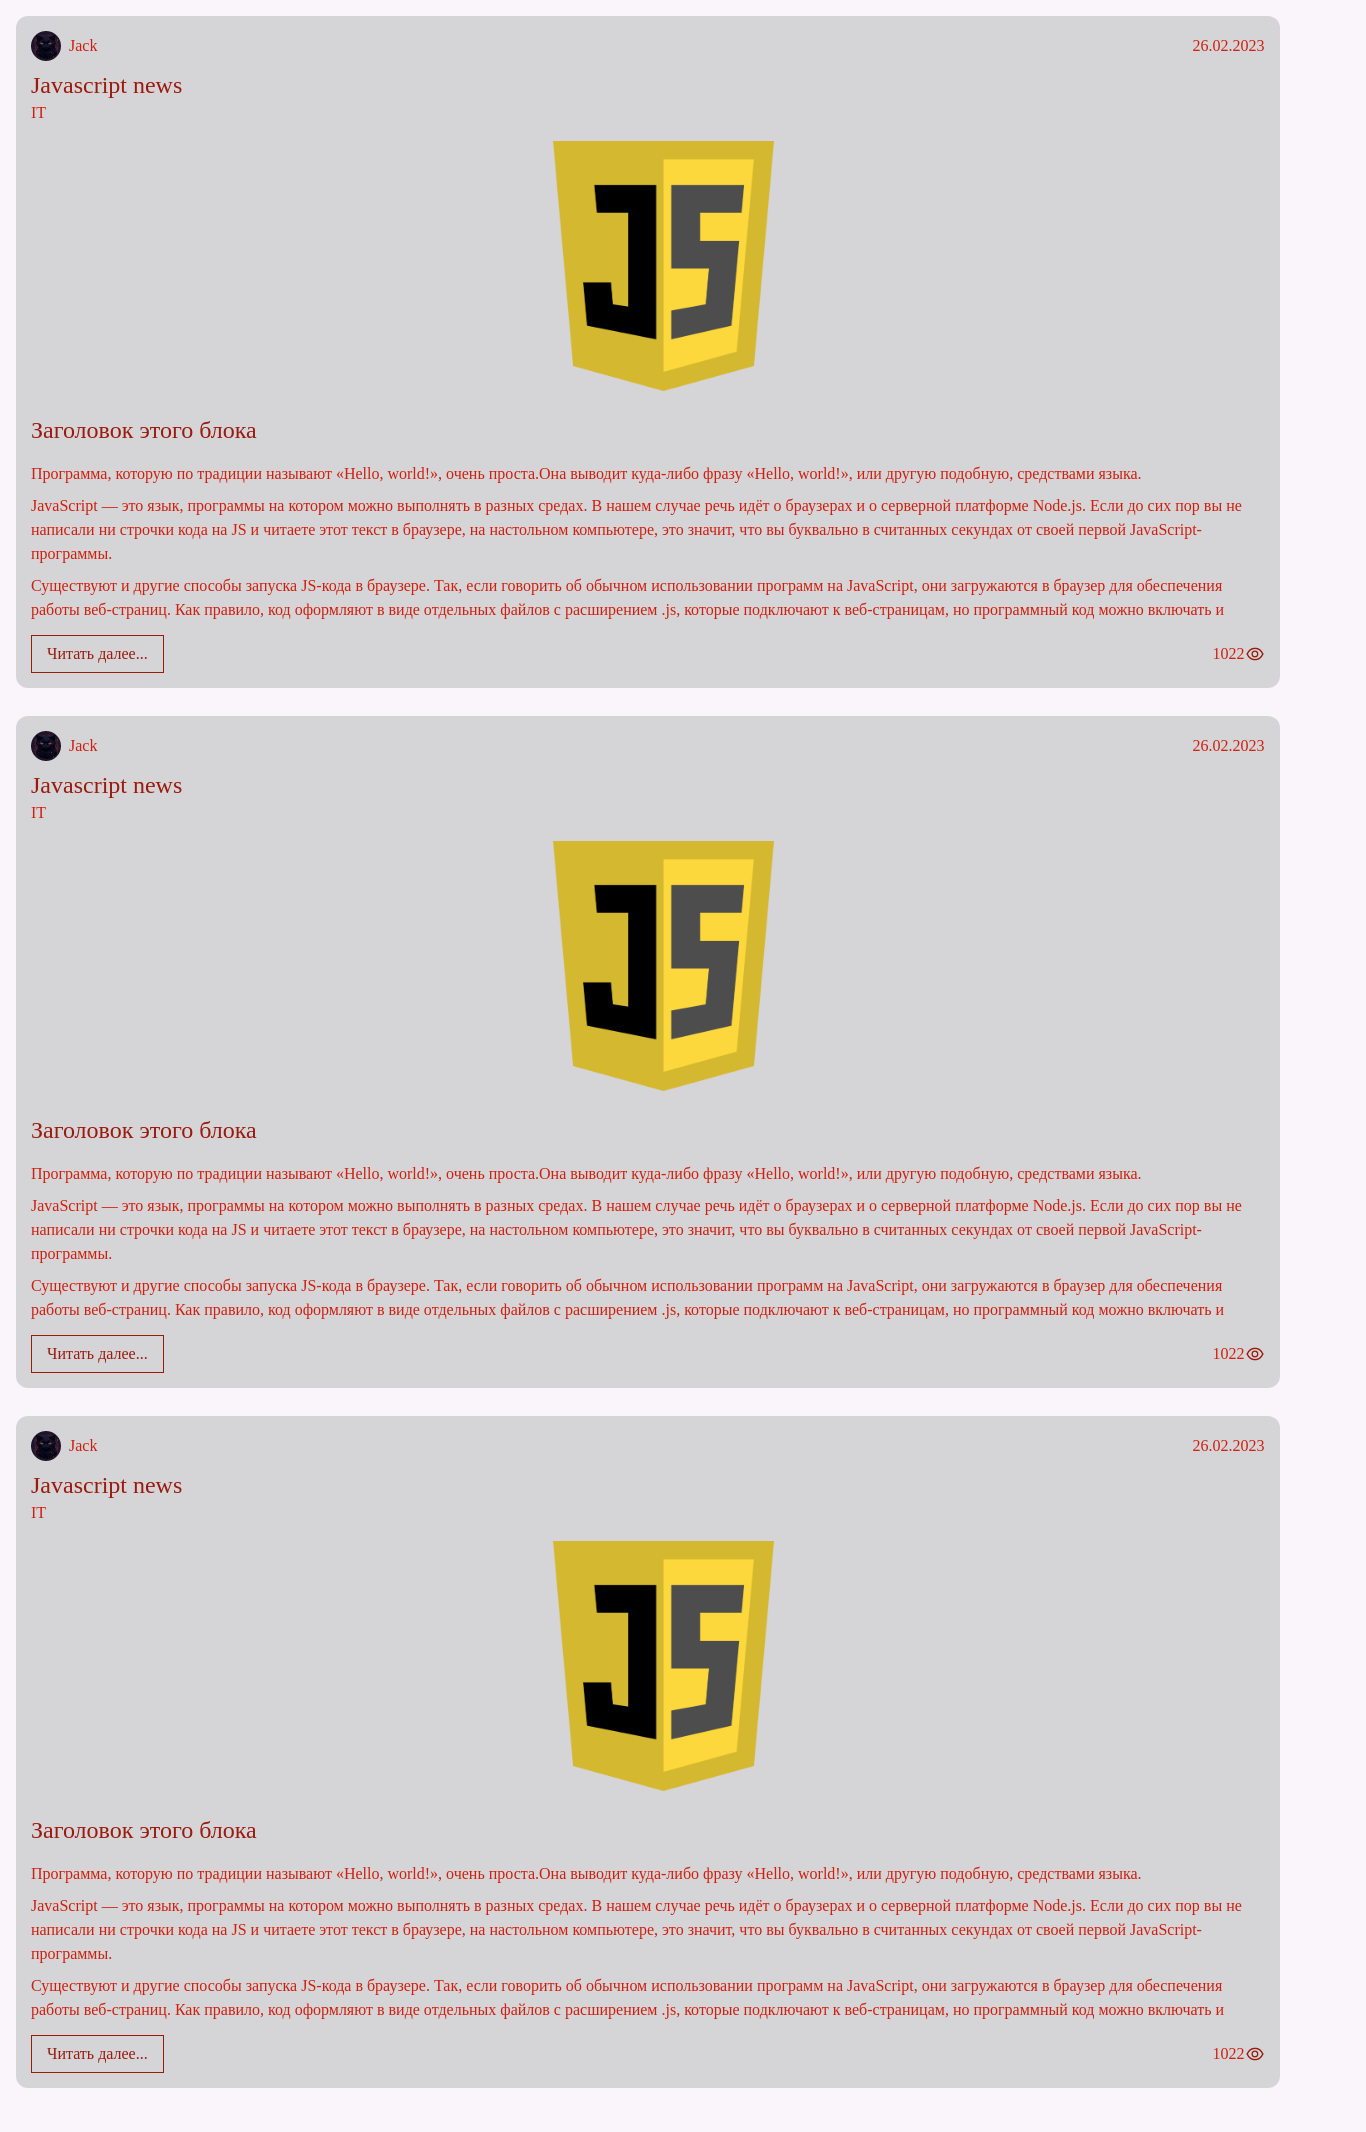 Jack 26.02.2023
Javascript news
IT
JS
Заголовок этого блока
Программа, которую по традиции называют «Hello, world!», очень проста.Она выводит куда-либо фразу «Hello, world!», или другую подобную, средствами языка.
JavaScript — это язык, программы на котором можно выполнять в разных средах. В нашем случае речь идёт о браузерах и о серверной платформе Node.js. Если до сих пор вы не
написали ни строчки кода на JS и читаете этот текст в браузере, на настольном компьютере, это значит, что вы буквально в считанных секундах от своей первой JavaScript-
программы.
Существуют и другие способы запуска JS-кода в браузере. Так, если говорить об обычном использовании программ на JavaScript, они загружаются в браузер для обеспечения
работы веб-страниц. Как правило, код оформляют в виде отдельных файлов с расширением .js, которые подключают к веб-страницам, но программный код можно включать и
Читать далее... 1022
Jack 26.02.2023
Javascript news
IT
JS
Заголовок этого блока
Программа, которую по традиции называют «Hello, world!», очень проста.Она выводит куда-либо фразу «Hello, world!», или другую подобную, средствами языка.
JavaScript — это язык, программы на котором можно выполнять в разных средах. В нашем случае речь идёт о браузерах и о серверной платформе Node.js. Если до сих пор вы не
написали ни строчки кода на JS и читаете этот текст в браузере, на настольном компьютере, это значит, что вы буквально в считанных секундах от своей первой JavaScript-
программы.
Существуют и другие способы запуска JS-кода в браузере. Так, если говорить об обычном использовании программ на JavaScript, они загружаются в браузер для обеспечения
работы веб-страниц. Как правило, код оформляют в виде отдельных файлов с расширением .js, которые подключают к веб-страницам, но программный код можно включать и
Читать далее... 1022
Jack 26.02.2023
Javascript news
IT
JS
Заголовок этого блока
Программа, которую по традиции называют «Hello, world!», очень проста.Она выводит куда-либо фразу «Hello, world!», или другую подобную, средствами языка.
JavaScript — это язык, программы на котором можно выполнять в разных средах. В нашем случае речь идёт о браузерах и о серверной платформе Node.js. Если до сих пор вы не
написали ни строчки кода на JS и читаете этот текст в браузере, на настольном компьютере, это значит, что вы буквально в считанных секундах от своей первой JavaScript-
программы.
Существуют и другие способы запуска JS-кода в браузере. Так, если говорить об обычном использовании программ на JavaScript, они загружаются в браузер для обеспечения
работы веб-страниц. Как правило, код оформляют в виде отдельных файлов с расширением .js, которые подключают к веб-страницам, но программный код можно включать и
Читать далее... 1022